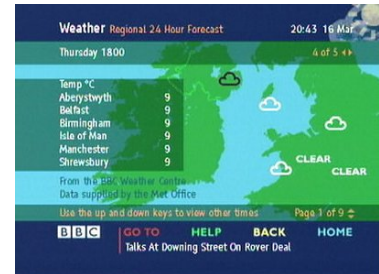 Weather Regional 24 Hour Forecast 20:43 16 Mar
Thursday 1800 4 of 5
Temp °C
Aberystwyth 9
Belfast 9
Birmingham 9
Isle of Man 9
Manchester 9
Shrewsbury 9
CLEAR
CLEAR
From the BBC Weather Centre
Data supplied by the Met Office
Use the up and down keys to view other times Page 1 of 9
BBC GO TO HELP BACK HOME
Talks At Downing Street On Rover Deal